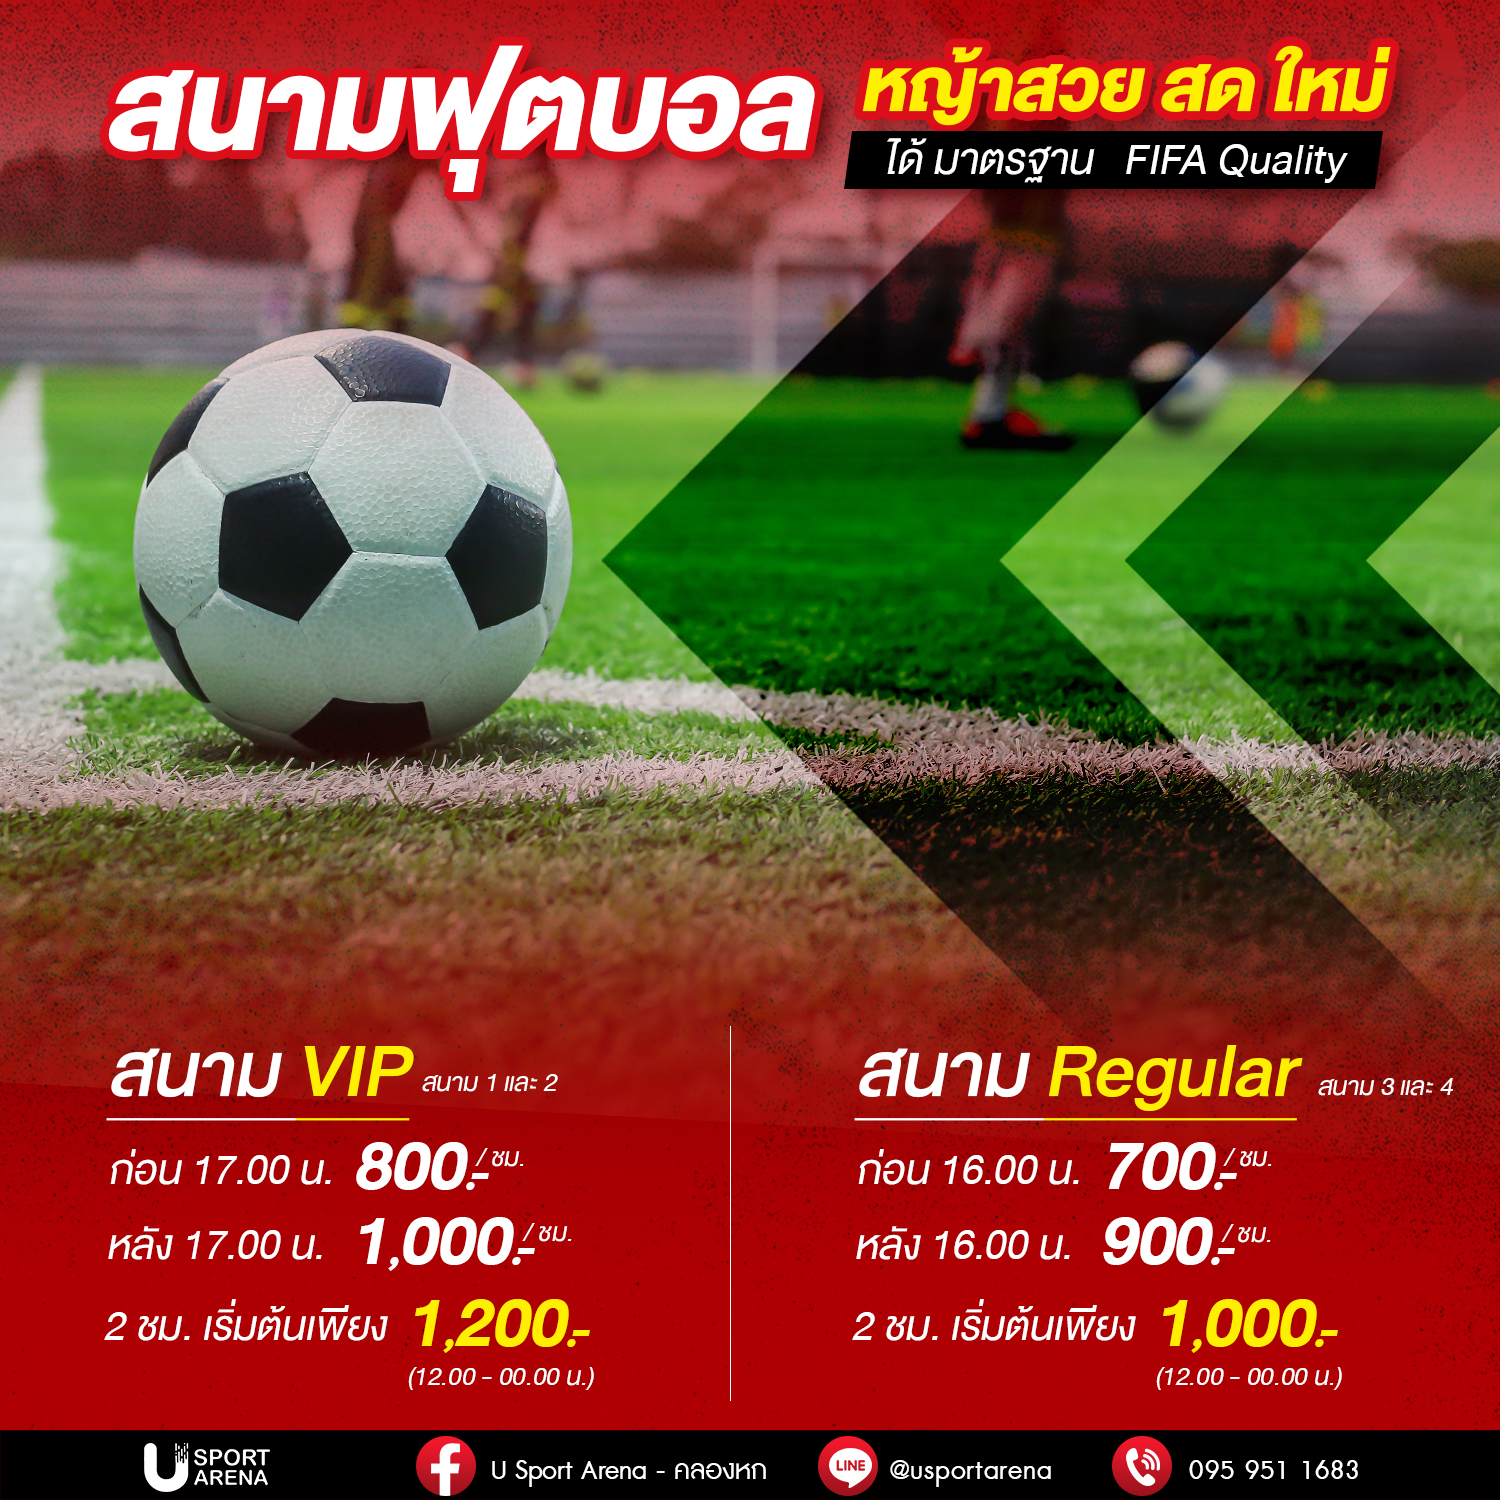 สนามฟุตบอล
หญ้าสวย สด ใหม่
ได้ มาตรฐาน FIFA Quality
สนาม VIP สนาม 1 และ 2
ก่อน 17.00 น. 800.-/ชม.
หลัง 17.00 น. 1,000.-/ชม.
2 ชม. เริ่มต้นเพียง 1,200.-
(12.00 - 00.00 น.)
สนาม Regular สนาม 3 และ 4
ก่อน 16.00 น. 700.-/ชม.
หลัง 16.00 น. 900.-/ชม.
2 ชม. เริ่มต้นเพียง 1,000.-
(12.00 - 00.00 น.)
U SPORT
ARENA
f U Sport Arena - คลองหก
LINE @usportarena
095 951 1683